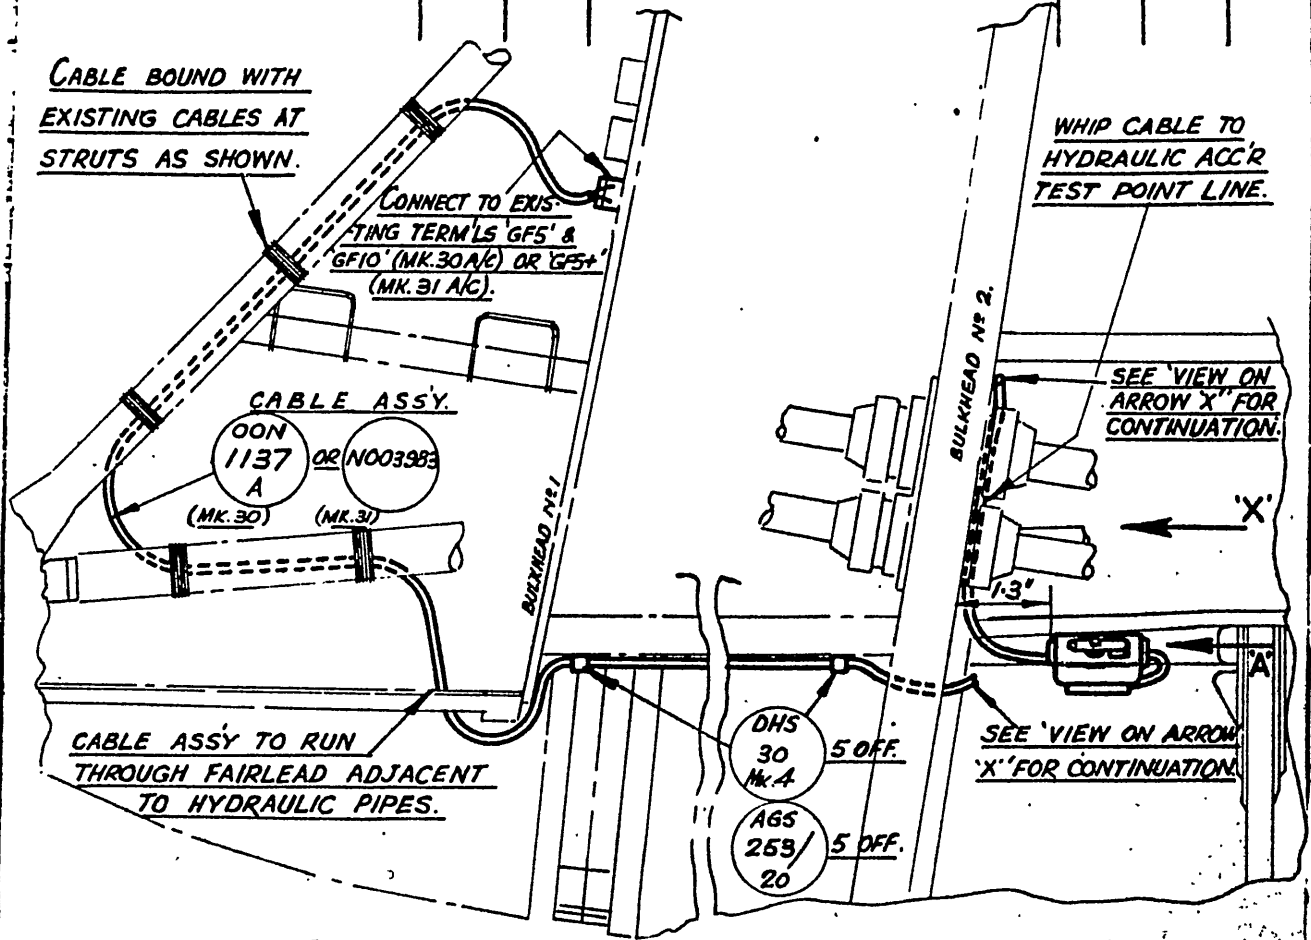 CABLE BOUND WITH
EXISTING CABLES AT
STRUTS AS SHOWN.
CONNECT TO EXIS-
TING TERM'LS 'GF5' &
'GF10' (MK.30 A/C) OR 'GF5+'
(MK.31 A/C).
WHIP CABLE TO
HYDRAULIC ACC'R
TEST POINT LINE.
BULKHEAD Nº 2.
SEE 'VIEW ON
ARROW 'X'' FOR
CONTINUATION.
CABLE ASS'Y.
OON
1137
A
OR
N003983
(MK.30)
(MK.31)
BULKHEAD Nº1
'X'
1·3"
'A'
CABLE ASS'Y TO RUN
THROUGH FAIRLEAD ADJACENT
TO HYDRAULIC PIPES.
DHS
30
MK.4
5 OFF.
AGS
253/
20
5 OFF.
SEE 'VIEW ON ARROW
'X'' FOR CONTINUATION.